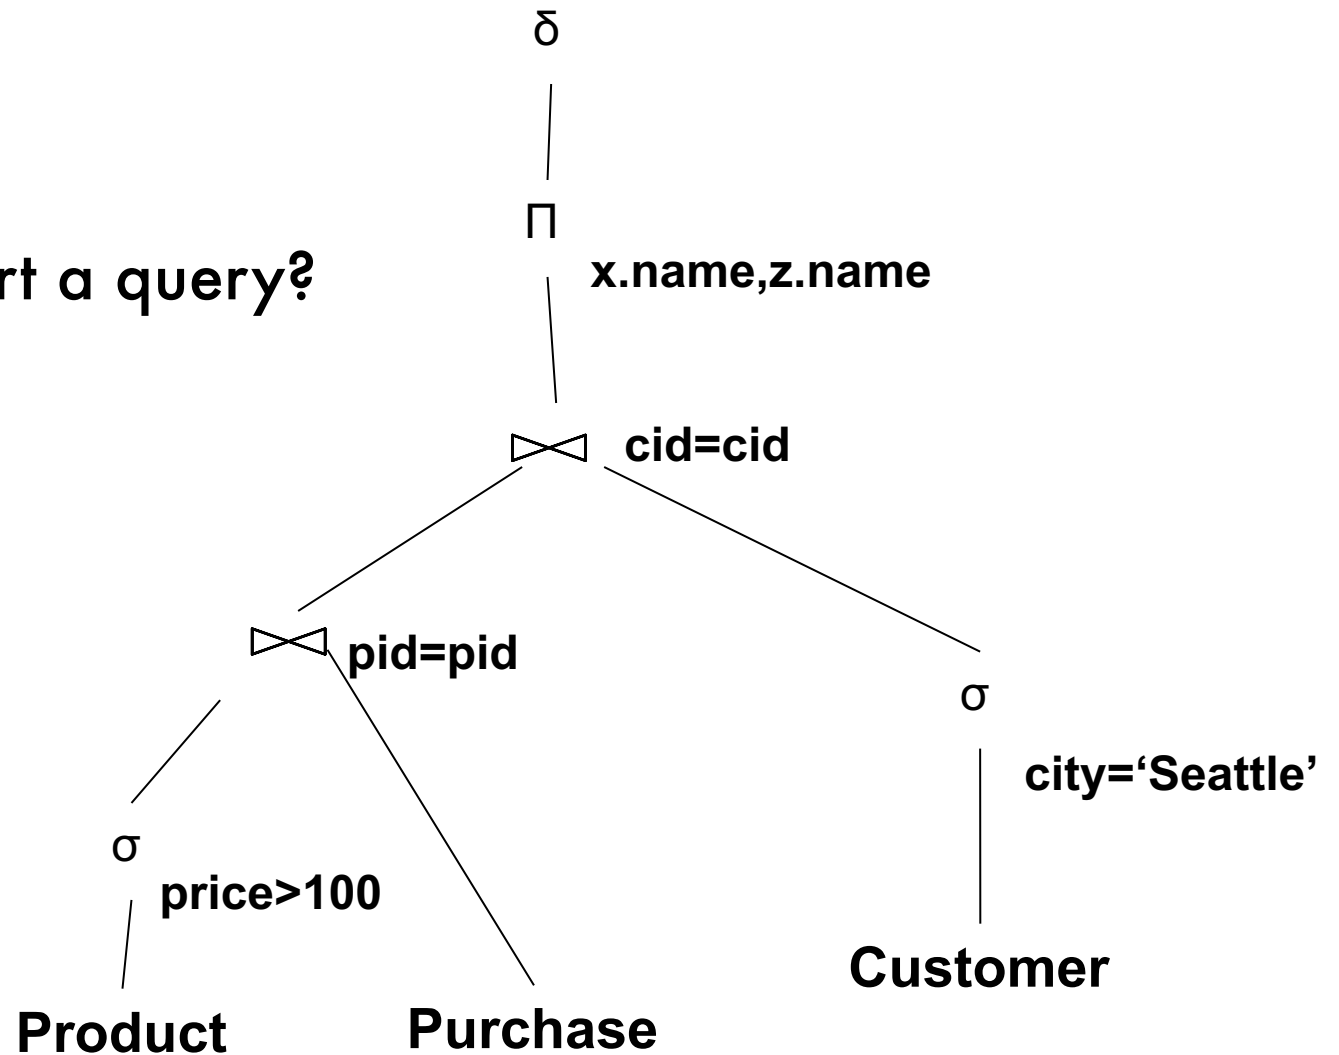 δ
Π
rt a query?
x.name,z.name
⋈ cid=cid
⋈ pid=pid
σ
city=‘Seattle’
σ
price>100
Customer
Product
Purchase